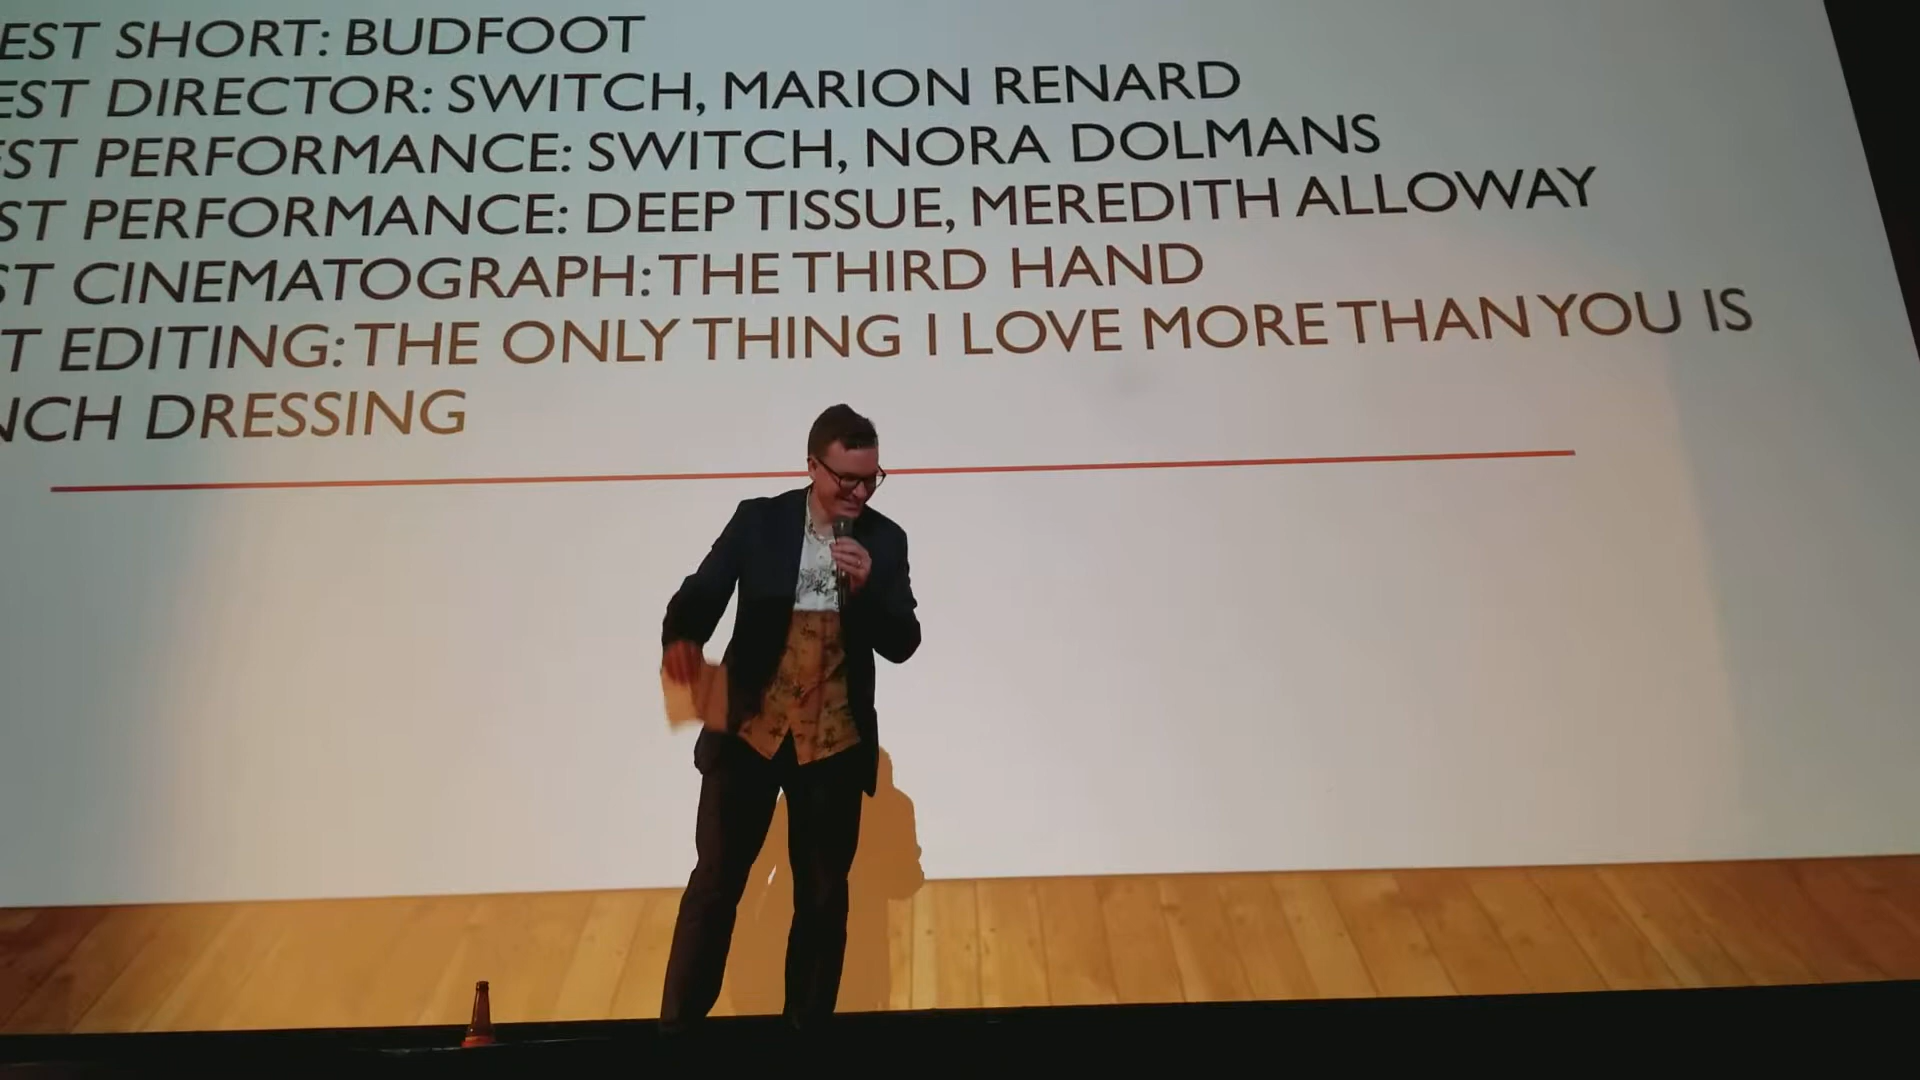 EST SHORT: BUDFOOT
EST DIRECTOR: SWITCH, MARION RENARD
EST PERFORMANCE: SWITCH, NORA DOLMANS
ST PERFORMANCE: DEEP TISSUE, MEREDITH ALLOWAY
ST CINEMATOGRAPH: THE THIRD HAND
T EDITING: THE ONLY THING I LOVE MORE THAN YOU IS
NCH DRESSING